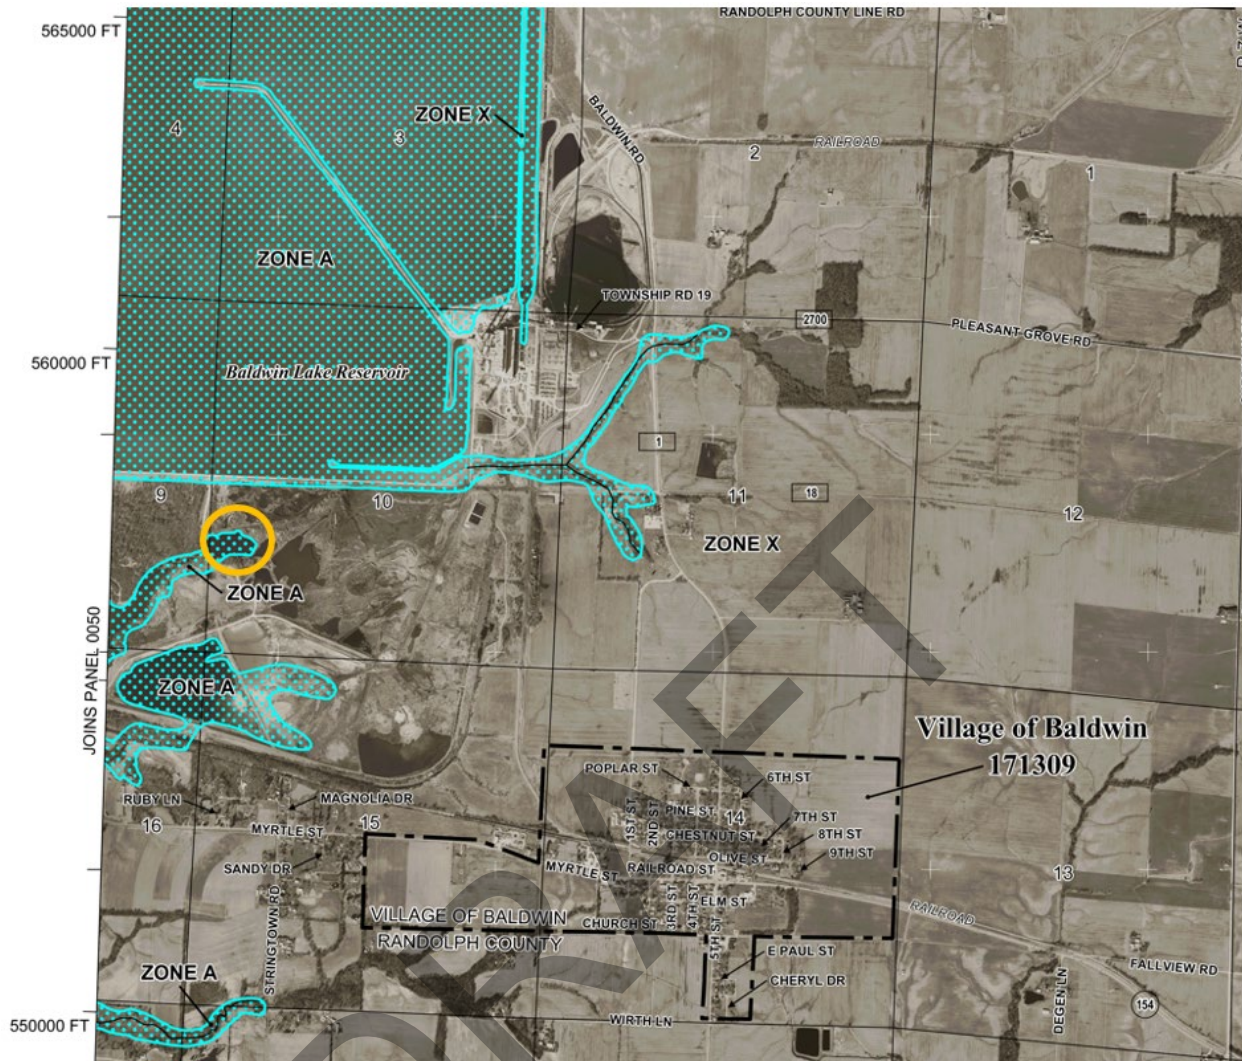 565000 FT
RANDOLPH COUNTY LINE RD
ZONE X
4
3
BALDWIN RD
2
RAILROAD
1
ZONE A
TOWNSHIP RD 19
2700
PLEASANT GROVE RD
560000 FT
Baldwin Lake Reservoir
1
9
10
11
18
12
ZONE X
ZONE A
JOINS PANEL 0050
ZONE A
Village of Baldwin
171309
POPLAR ST
6TH ST
RUBY LN
MAGNOLIA DR
1ST ST
2ND ST
PINE ST
14
7TH ST
16
MYRTLE ST
15
CHESTNUT ST
8TH ST
OLIVE ST
9TH ST
SANDY DR
MYRTLE ST
RAILROAD ST
13
STRINGTOWN RD
3RD ST
4TH ST
ELM ST
VILLAGE OF BALDWIN
CHURCH ST
RAILROAD
RANDOLPH COUNTY
5TH ST
E PAUL ST
ZONE A
CHERYL DR
FALLVIEW RD
DEGEN LN
154
550000 FT
WIRTH LN
DRAFT